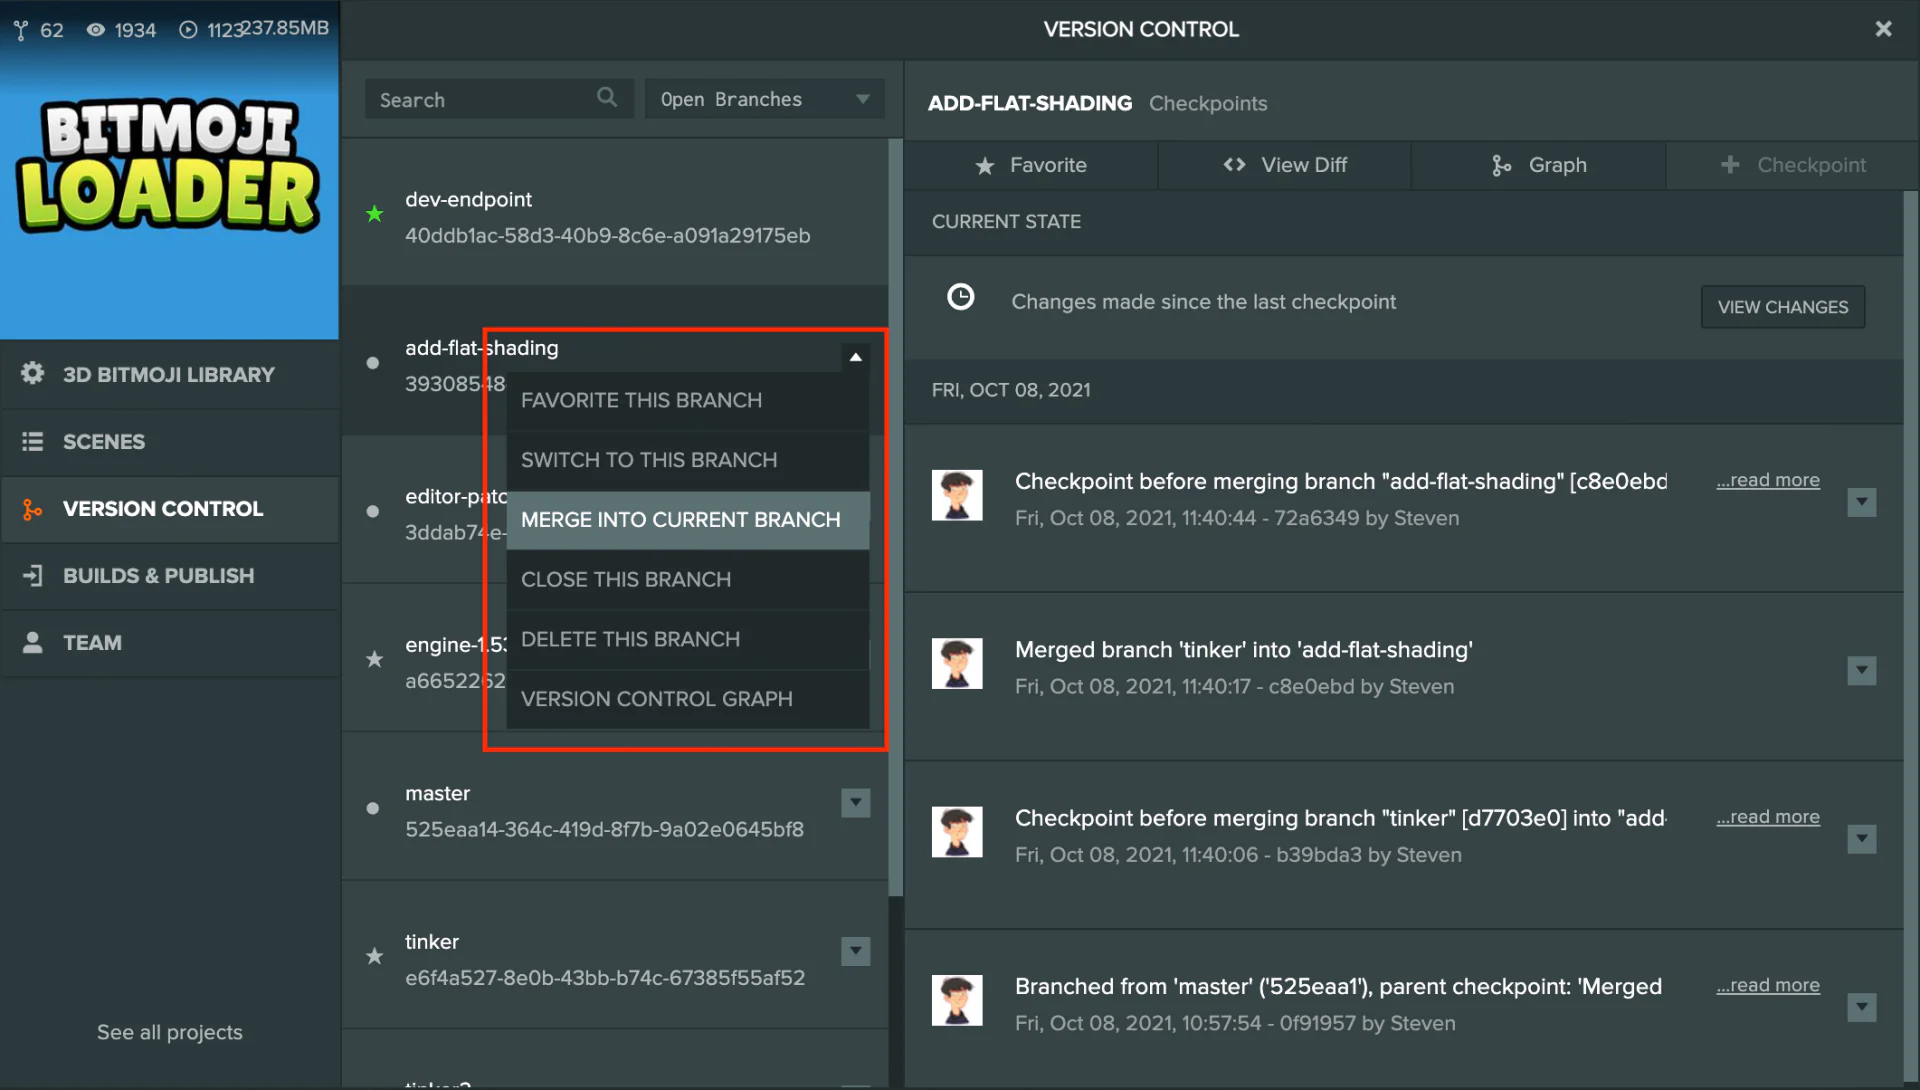 62 1934 1123 237.85MB
BITMOJI
LOADER
3D BITMOJI LIBRARY
SCENES
VERSION CONTROL
BUILDS & PUBLISH
TEAM
See all projects
VERSION CONTROL
Search
Open Branches
dev-endpoint
40ddb1ac-58d3-40b9-8c6e-a091a29175eb
add-flat-shading
39308548-
FAVORITE THIS BRANCH
SWITCH TO THIS BRANCH
MERGE INTO CURRENT BRANCH
CLOSE THIS BRANCH
DELETE THIS BRANCH
VERSION CONTROL GRAPH
editor-patc
3ddab74e-
engine-1.53
a6652262
master
525eaa14-364c-419d-8f7b-9a02e0645bf8
tinker
e6f4a527-8e0b-43bb-b74c-67385f55af52
ADD-FLAT-SHADING Checkpoints
Favorite
View Diff
Graph
Checkpoint
CURRENT STATE
Changes made since the last checkpoint
VIEW CHANGES
FRI, OCT 08, 2021
Checkpoint before merging branch "add-flat-shading" [c8e0ebd
...read more
Fri, Oct 08, 2021, 11:40:44 - 72a6349 by Steven
Merged branch 'tinker' into 'add-flat-shading'
Fri, Oct 08, 2021, 11:40:17 - c8e0ebd by Steven
Checkpoint before merging branch "tinker" [d7703e0] into "add-
...read more
Fri, Oct 08, 2021, 11:40:06 - b39bda3 by Steven
Branched from 'master' ('525eaa1'), parent checkpoint: 'Merged
...read more
Fri, Oct 08, 2021, 10:57:54 - 0f91957 by Steven